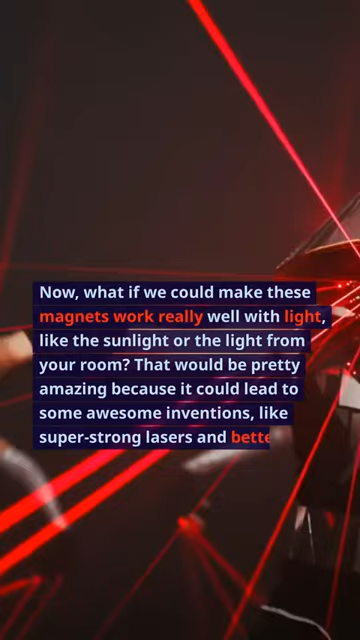 Now, what if we could make these
magnets work really well with light,
like the sunlight or the light from
your room? That would be pretty
amazing because it could lead to
some awesome inventions, like
super-strong lasers and bette